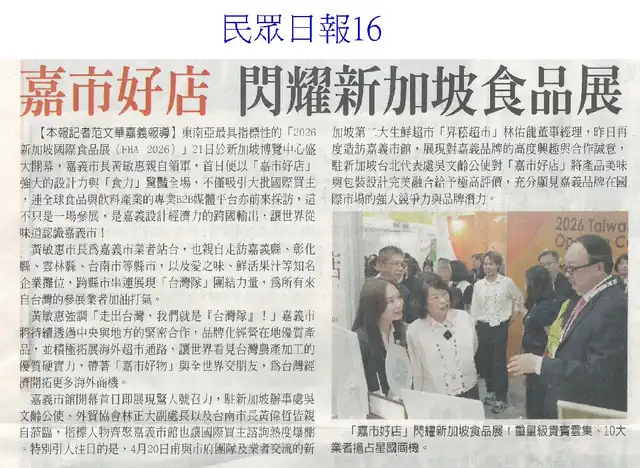 民眾日報16
嘉市好店 閃耀新加坡食品展
【本報記者范文華嘉義報導】東南亞最具指標性的「2026
新加坡國際食品展（FHA 2026）」21日於新加坡博覽中心盛
大開幕，嘉義市長黃敏惠親自領軍，首日便以「嘉市好店」
強大的設計力與「食力」驚豔全場，不僅吸引大批國際買主
，連全球食品與飲料產業的專業B2B媒體平台亦前來採訪，這
不只是一場參展，是嘉義設計經濟力的跨國輸出，讓世界從
味道認識嘉義市！
黃敏惠市長為嘉義市業者站台，也親自走訪嘉義縣、彰化
縣、雲林縣、台南市等縣市，以及愛之味、鮮活果汁等知名
企業攤位，跨縣市串連展現「台灣隊」團結力量，為所有來
自台灣的參展業者加油打氣。
黃敏惠強調「走出台灣，我們就是「台灣隊」！」嘉義市
將持續透過中央與地方的緊密合作，品牌化經營在地優質產
品，並積極拓展海外超市通路，讓世界看見台灣農產加工的
優質硬實力，帶著「嘉市好物」與全世界交朋友，為台灣經
濟開拓更多海外商機。
嘉義市館開幕首日即展現驚人號召力，駐新加坡辦事處吳
文齡公使、外貿協會林正大副處長以及台南市長黃偉哲皆親
自蒞臨，指標人物齊聚嘉義市館也讓國際買主諮詢熱度爆棚
。特別引人注目的是，4月20日甫與市府團隊及業者交流的新
加坡第二大生鮮超市「昇菘超市」林佑龍董事經理，昨日再
度造訪嘉義市館，展現對嘉義品牌的高度興趣與合作誠意，
駐新加坡台北代表處吳文齡公使對「嘉市好店」將產品美味
與包裝設計完美融合給予極高評價，充分顯見嘉義品牌在國
際市場的強大競爭力與品牌潛力。
2026 Taiwan
「嘉市好店」閃耀新加坡食品展！重量級貴賓雲集、10大
業者搶占星國商機。